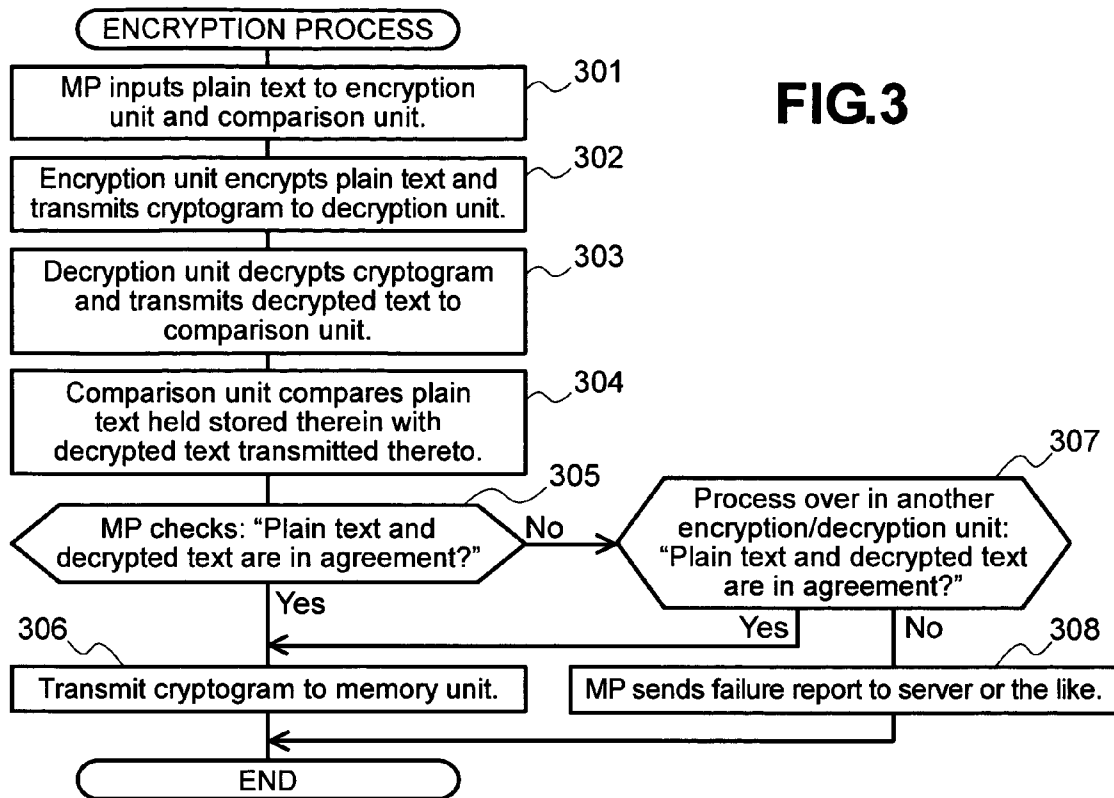 ENCRYPTION PROCESS
FIG.3
301
MP inputs plain text to encryption
unit and comparison unit.
302
Encryption unit encrypts plain text and
transmits cryptogram to decryption unit.
303
Decryption unit decrypts cryptogram
and transmits decrypted text to
comparison unit.
304
Comparison unit compares plain
text held stored therein with
decrypted text transmitted thereto.
305
MP checks: “Plain text and
decrypted text are in agreement?”
No
Yes
307
Process over in another
encryption/decryption unit:
“Plain text and decrypted text
are in agreement?”
Yes
No
306
Transmit cryptogram to memory unit.
308
MP sends failure report to server or the like.
END